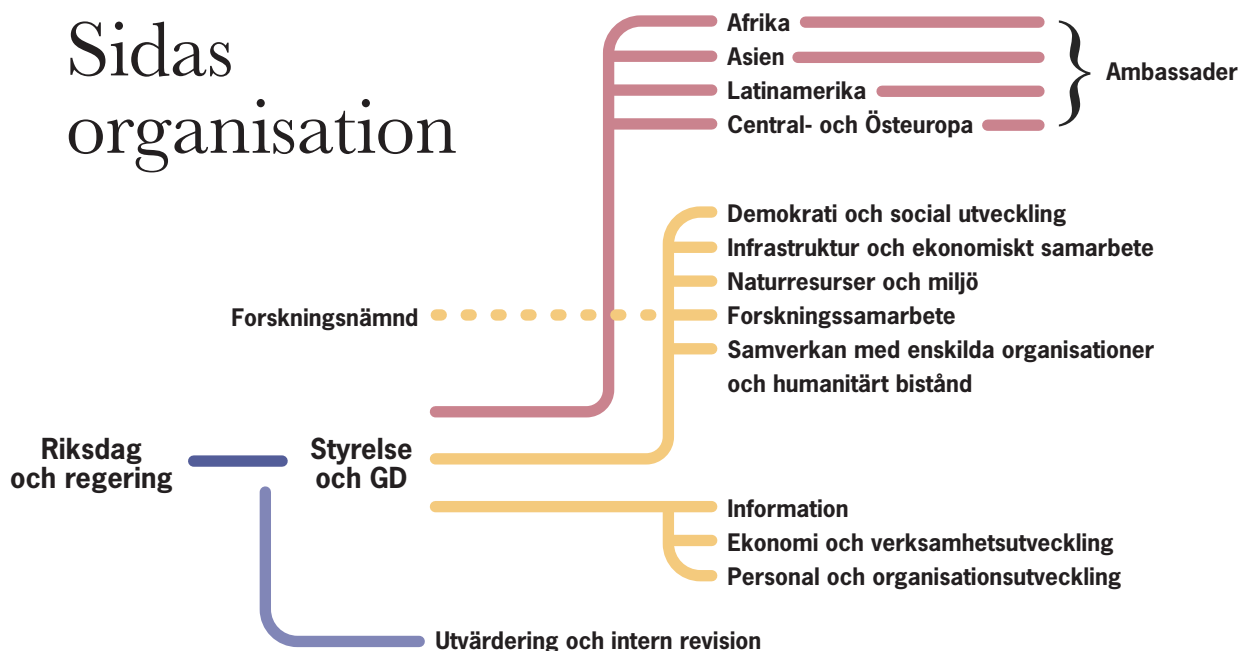 Sidas
organisation
Afrika
Asien
Latinamerika
Central- och Östeuropa
Ambassader
Demokrati och social utveckling
Infrastruktur och ekonomiskt samarbete
Naturresurser och miljö
Forskningsnämnd
Forskningssamarbete
Samverkan med enskilda organisationer
och humanitärt bistånd
Riksdag
och regering
Styrelse
och GD
Information
Ekonomi och verksamhetsutveckling
Personal och organisationsutveckling
Utvärdering och intern revision